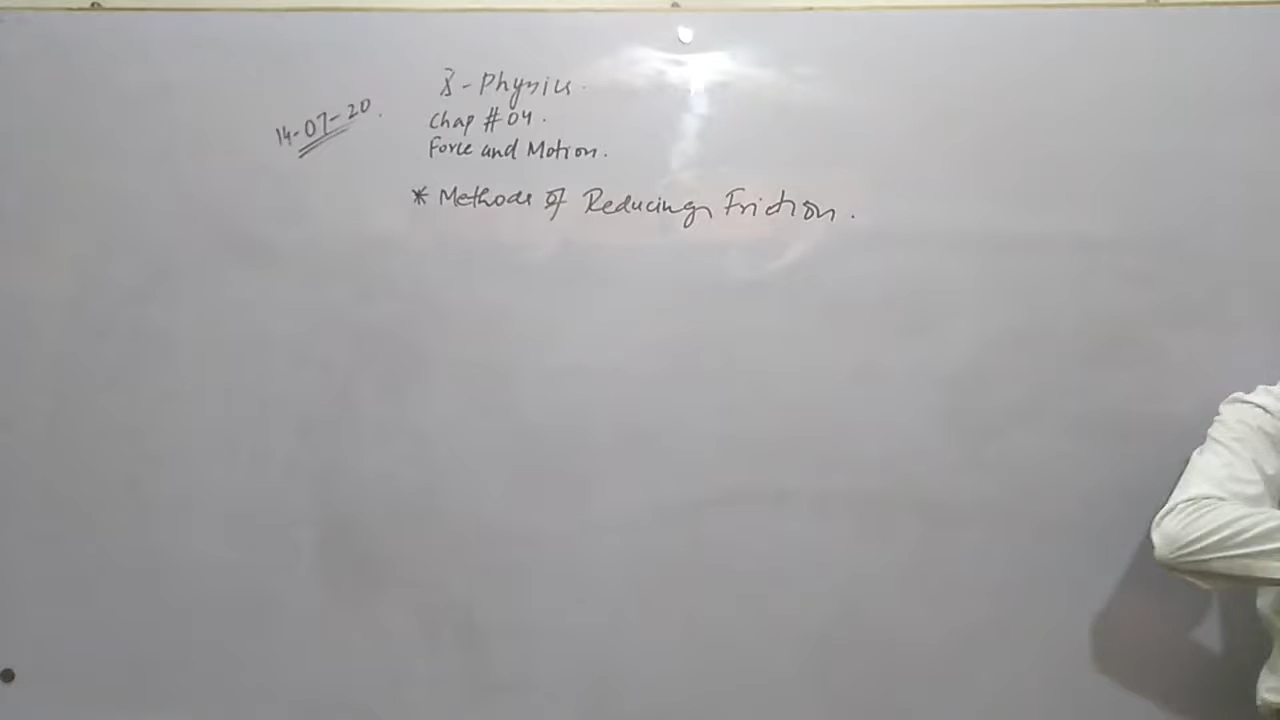 8-Physics.
14-07-20.
Chap # 04.
Force and Motion.
* Methods of Reducing Friction.